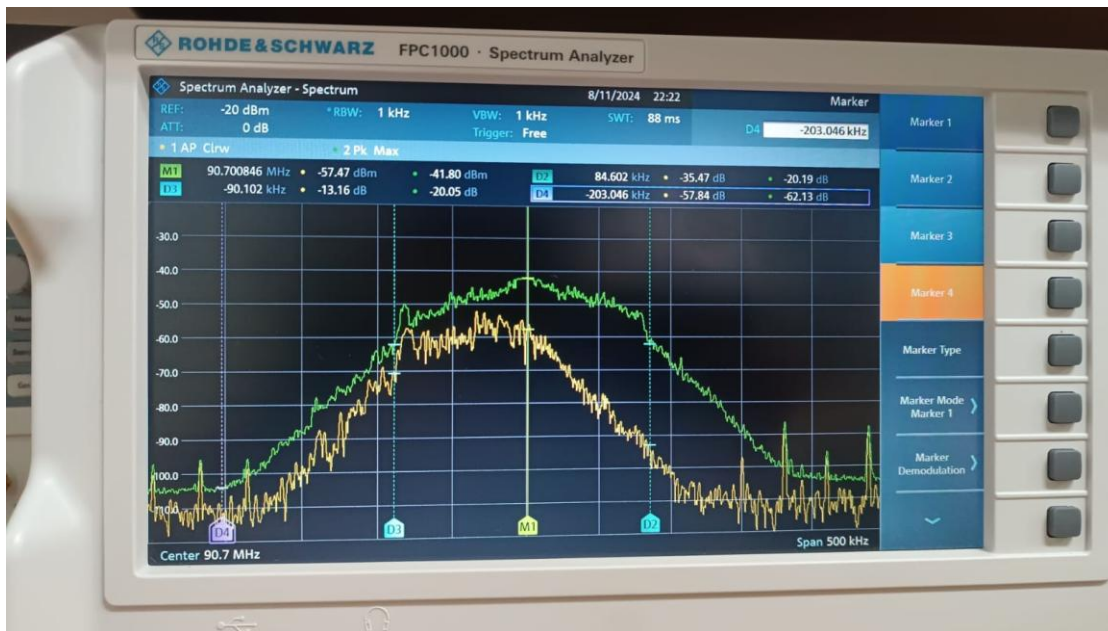 ROHDE&SCHWARZ FPC1000 · Spectrum Analyzer
Spectrum Analyzer - Spectrum 8/11/2024 22:22 Marker
REF: -20 dBm *RBW: 1 kHz VBW: 1 kHz SWT: 88 ms
ATT: 0 dB Trigger: Free D4 -203.046 kHz
1 AP Clrw 2 Pk Max
M1 90.700846 MHz -57.47 dBm -41.80 dBm D2 84.602 kHz -35.47 dB -20.19 dB
D3 -90.102 kHz -13.16 dB -20.05 dB D4 -203.046 kHz -57.84 dB -62.13 dB
-30.0
-40.0
-50.0
-60.0
-70.0
-80.0
-90.0
D4 D3 M1 D2
Center 90.7 MHz Span 500 kHz
Marker 1
Marker 2
Marker 3
Marker 4
Marker Type
Marker Mode
Marker 1
Marker
Demodulation